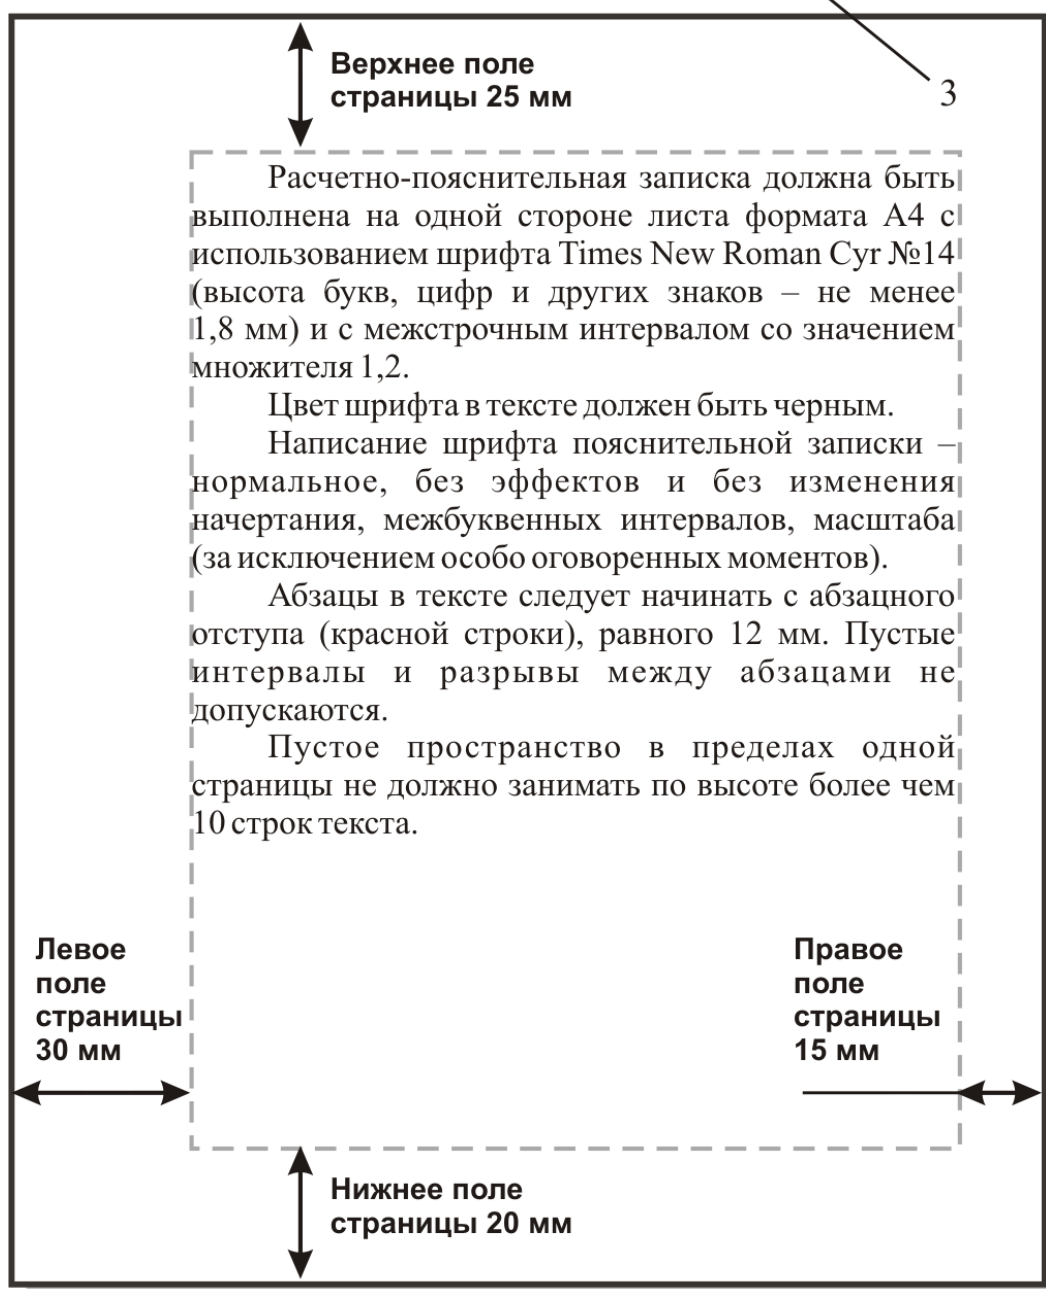 Верхнее поле
страницы 25 мм
3
Расчетно-пояснительная записка должна быть
выполнена на одной стороне листа формата А4 с
использованием шрифта Times New Roman Cyr №14
(высота букв, цифр и других знаков – не менее
1,8 мм) и с межстрочным интервалом со значением
множителя 1,2.
Цвет шрифта в тексте должен быть черным.
Написание шрифта пояснительной записки –
нормальное, без эффектов и без изменения
начертания, межбуквенных интервалов, масштаба
(за исключением особо оговоренных моментов).
Абзацы в тексте следует начинать с абзацного
отступа (красной строки), равного 12 мм. Пустые
интервалы и разрывы между абзацами не
допускаются.
Пустое пространство в пределах одной
страницы не должно занимать по высоте более чем
10 строк текста.
Левое
поле
страницы
30 мм
Правое
поле
страницы
15 мм
Нижнее поле
страницы 20 мм